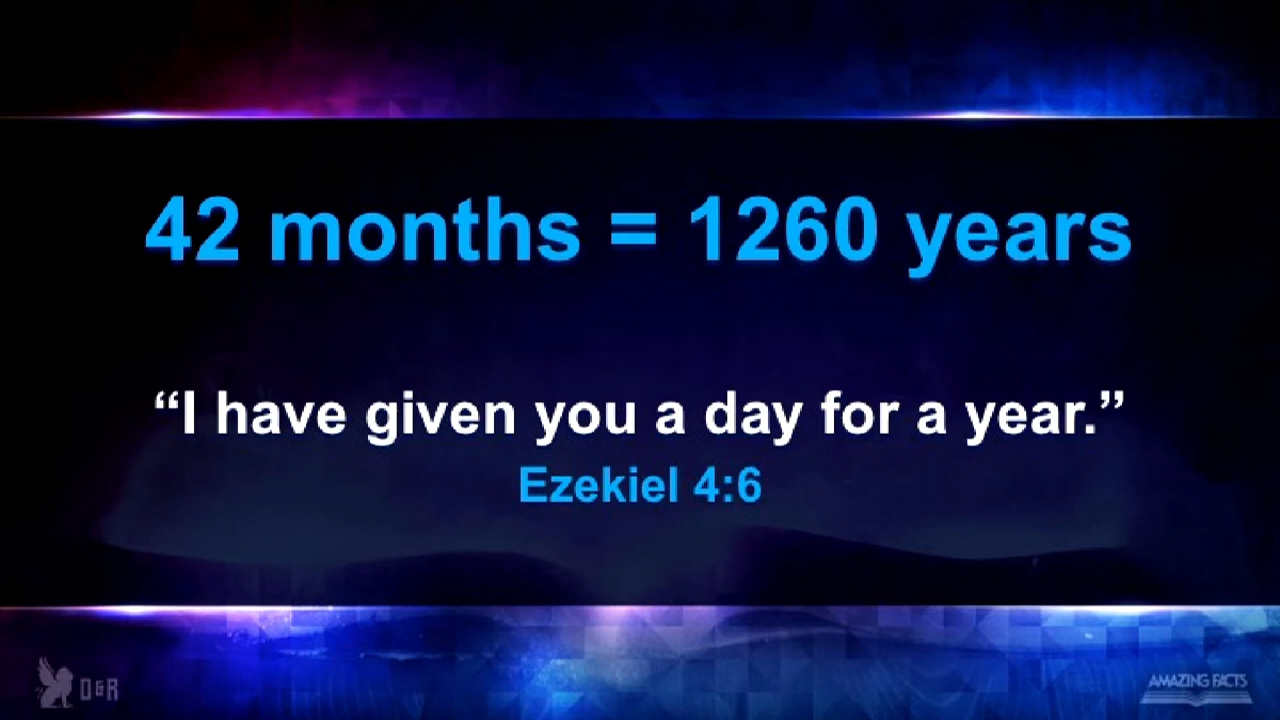 42 months = 1260 years
“I have given you a day for a year.”
Ezekiel 4:6
D&R
AMAZING FACTS